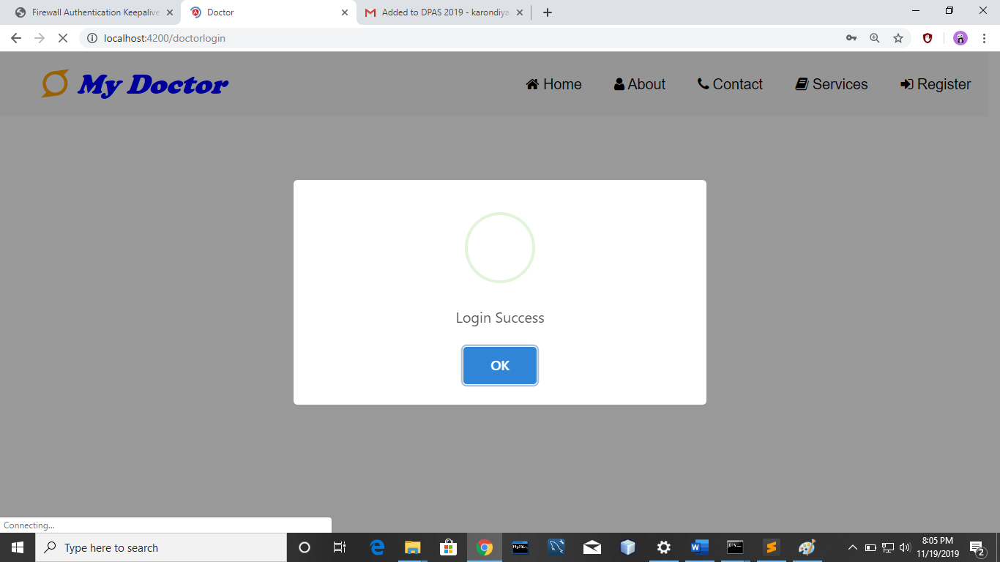 Firewall Authentication Keepalive
Doctor
Added to DPAS 2019 - karondiya
localhost:4200/doctorlogin
My Doctor
Home
About
Contact
Services
Register
Login Success
OK
Connecting...
Type here to search
MySQL
8:05 PM
11/19/2019
2